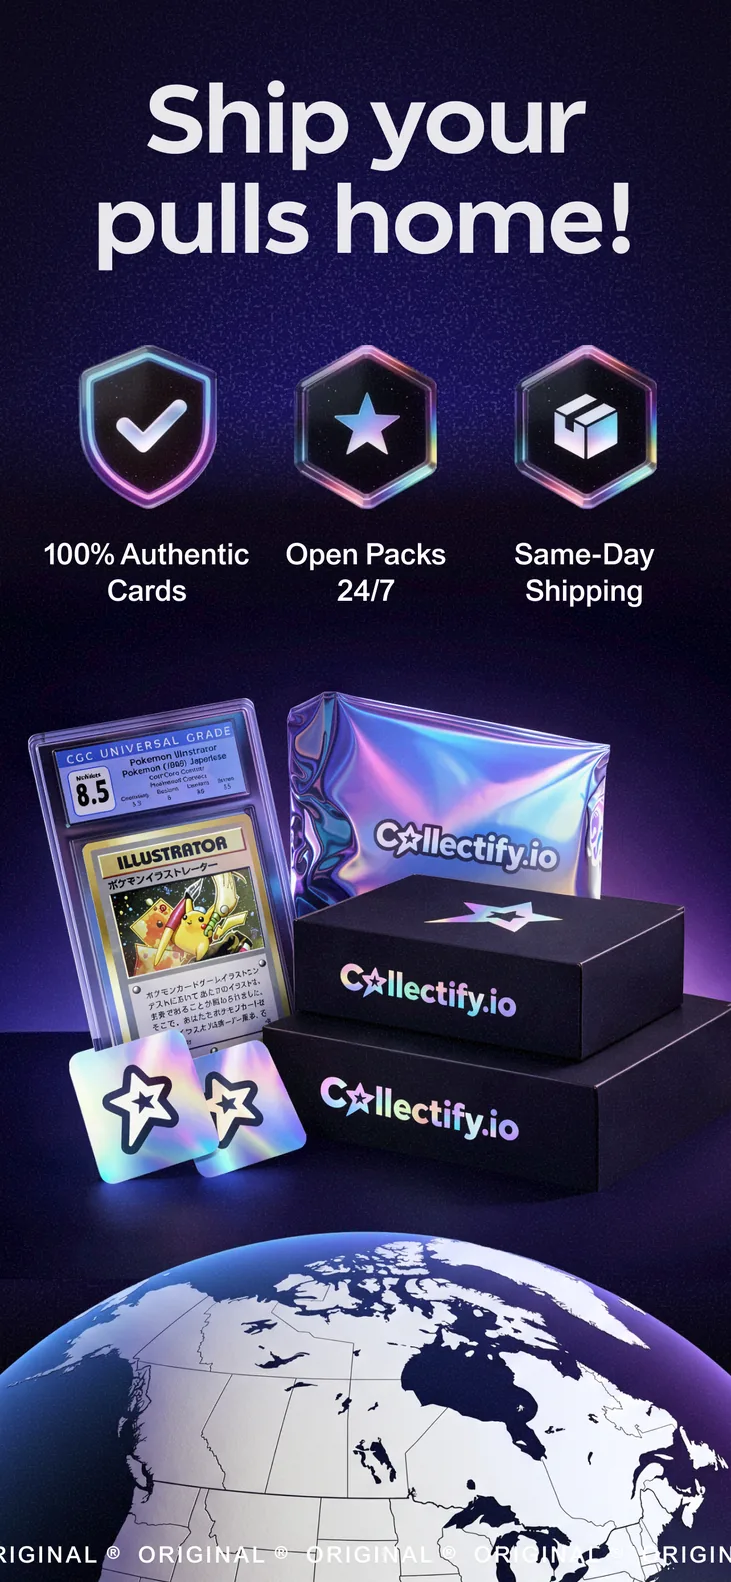 Ship your
pulls home!
100% Authentic
Cards
Open Packs
24/7
Same-Day
Shipping
CGC UNIVERSAL GRADE
Pokemon
Pokemon Japanese
8.5
ILLUSTRATOR
ポケモンイラストレーター
Collectify.io
Collectify.io
Collectify.io
ORIGINAL ® ORIGINAL ® ORIGINAL ® ORIGINAL ® ORIGIN